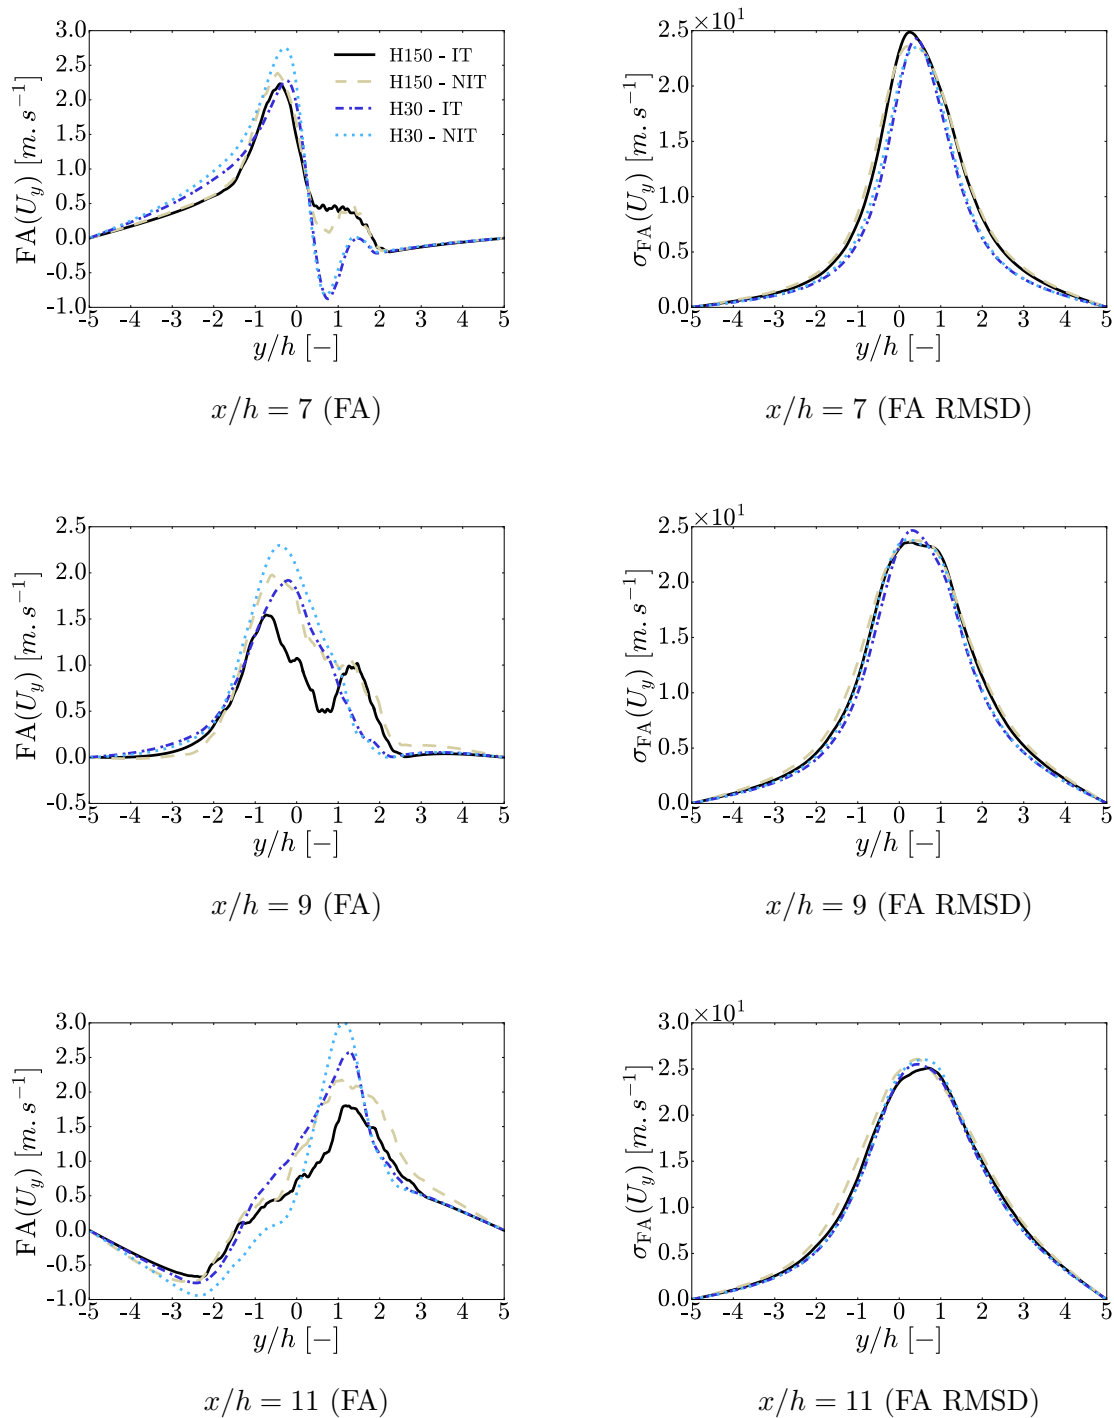 3.0
2.5
2.0
1.5
1.0
0.5
0.0
-0.5
-1.0
FA(U_y) [m.s^{-1}]
H150 - IT
H150 - NIT
H30 - IT
H30 - NIT
-5 -4 -3 -2 -1 0 1 2 3 4 5
y/h [−]
x/h = 7 (FA)
2.5 ×10^1
2.0
1.5
1.0
0.5
0.0
σ_FA(U_y) [m.s^{-1}]
-5 -4 -3 -2 -1 0 1 2 3 4 5
y/h [−]
x/h = 7 (FA RMSD)
2.5
2.0
1.5
1.0
0.5
0.0
-0.5
FA(U_y) [m.s^{-1}]
-5 -4 -3 -2 -1 0 1 2 3 4 5
y/h [−]
x/h = 9 (FA)
2.5 ×10^1
2.0
1.5
1.0
0.5
0.0
σ_FA(U_y) [m.s^{-1}]
-5 -4 -3 -2 -1 0 1 2 3 4 5
y/h [−]
x/h = 9 (FA RMSD)
3.0
2.5
2.0
1.5
1.0
0.5
0.0
-0.5
-1.0
FA(U_y) [m.s^{-1}]
-5 -4 -3 -2 -1 0 1 2 3 4 5
y/h [−]
x/h = 11 (FA)
3.0 ×10^1
2.5
2.0
1.5
1.0
0.5
0.0
σ_FA(U_y) [m.s^{-1}]
-5 -4 -3 -2 -1 0 1 2 3 4 5
y/h [−]
x/h = 11 (FA RMSD)